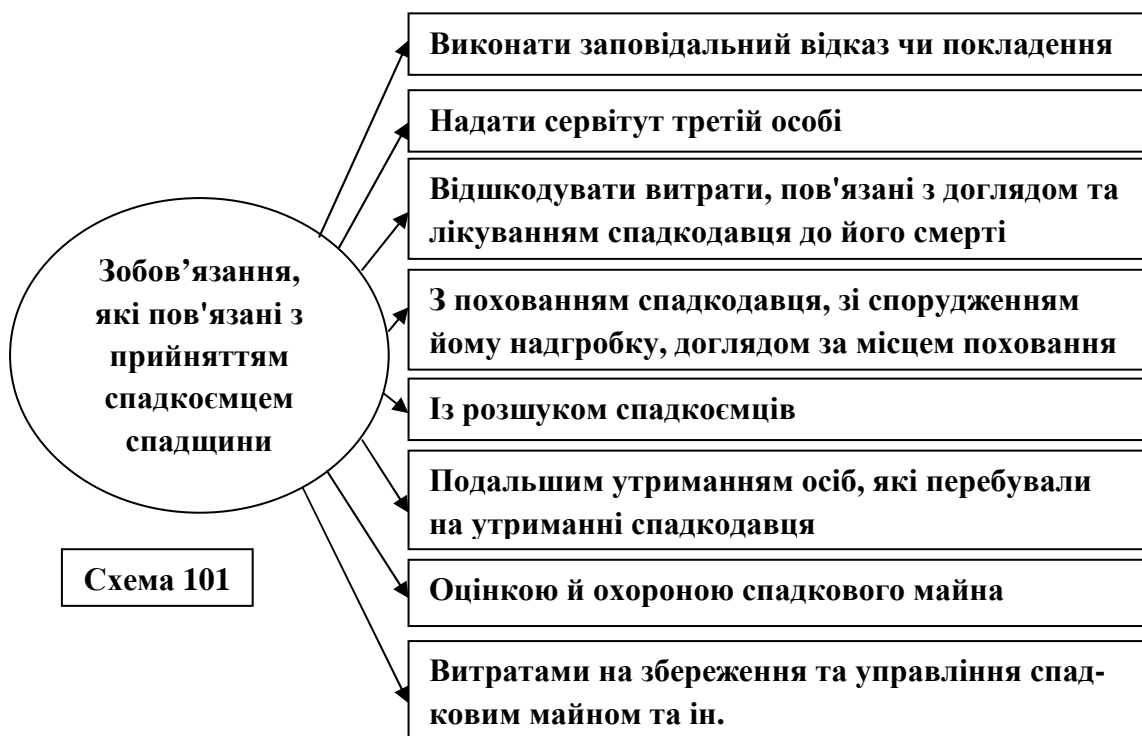 Виконати заповідальний відказ чи покладення
Надати сервітут третій особі
Відшкодувати витрати, пов'язані з доглядом та
лікуванням спадкодавця до його смерті
Зобов’язання,
які пов'язані з
прийняттям
спадкоємцем
спадщини
З похованням спадкодавця, зі спорудженням
йому надгробку, доглядом за місцем поховання
Із розшуком спадкоємців
Подальшим утриманням осіб, які перебували
на утриманні спадкодавця
Схема 101
Оцінкою й охороною спадкового майна
Витратами на збереження та управління спад-
ковим майном та ін.